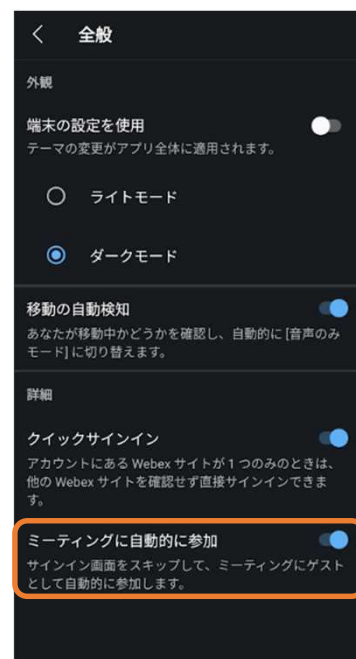 全般
外観
端末の設定を使用
テーマの変更がアプリ全体に適用されます。
ライトモード
ダークモード
移動の自動検知
あなたが移動中かどうかを確認し、自動的に [音声のみ
モード] に切り替えます。
詳細
クイックサインイン
アカウントにある Webex サイトが 1 つのみのときは、
他の Webex サイトを確認せず直接サインインできま
す。
ミーティングに自動的に参加
サインイン画面をスキップして、ミーティングにゲスト
として自動的に参加します。